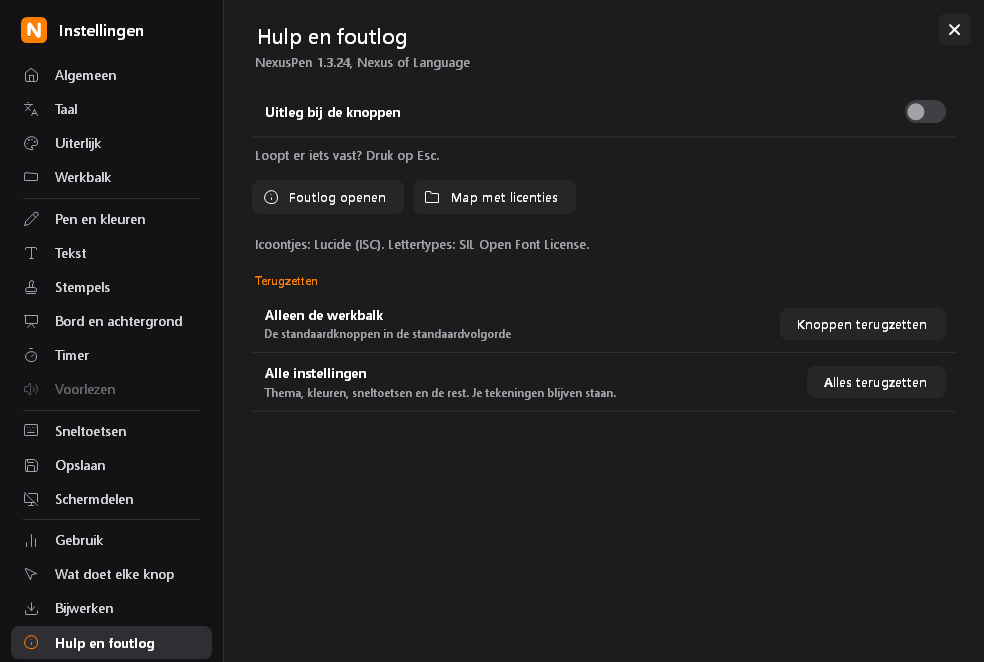 N Instellingen
Algemeen
Taal
Uiterlijk
Werkbalk
Pen en kleuren
Tekst
Stempels
Bord en achtergrond
Timer
Voorlezen
Sneltoetsen
Opslaan
Schermdelen
Gebruik
Wat doet elke knop
Bijwerken
Hulp en foutlog
Hulp en foutlog
NexusPen 1.3.24, Nexus of Language
Uitleg bij de knoppen
Loopt er iets vast? Druk op Esc.
Foutlog openen
Map met licenties
Icoontjes: Lucide (ISC). Lettertypes: SIL Open Font License.
Terugzetten
Alleen de werkbalk
De standaardknoppen in de standaardvolgorde
Knoppen terugzetten
Alle instellingen
Thema, kleuren, sneltoetsen en de rest. Je tekeningen blijven staan.
Alles terugzetten